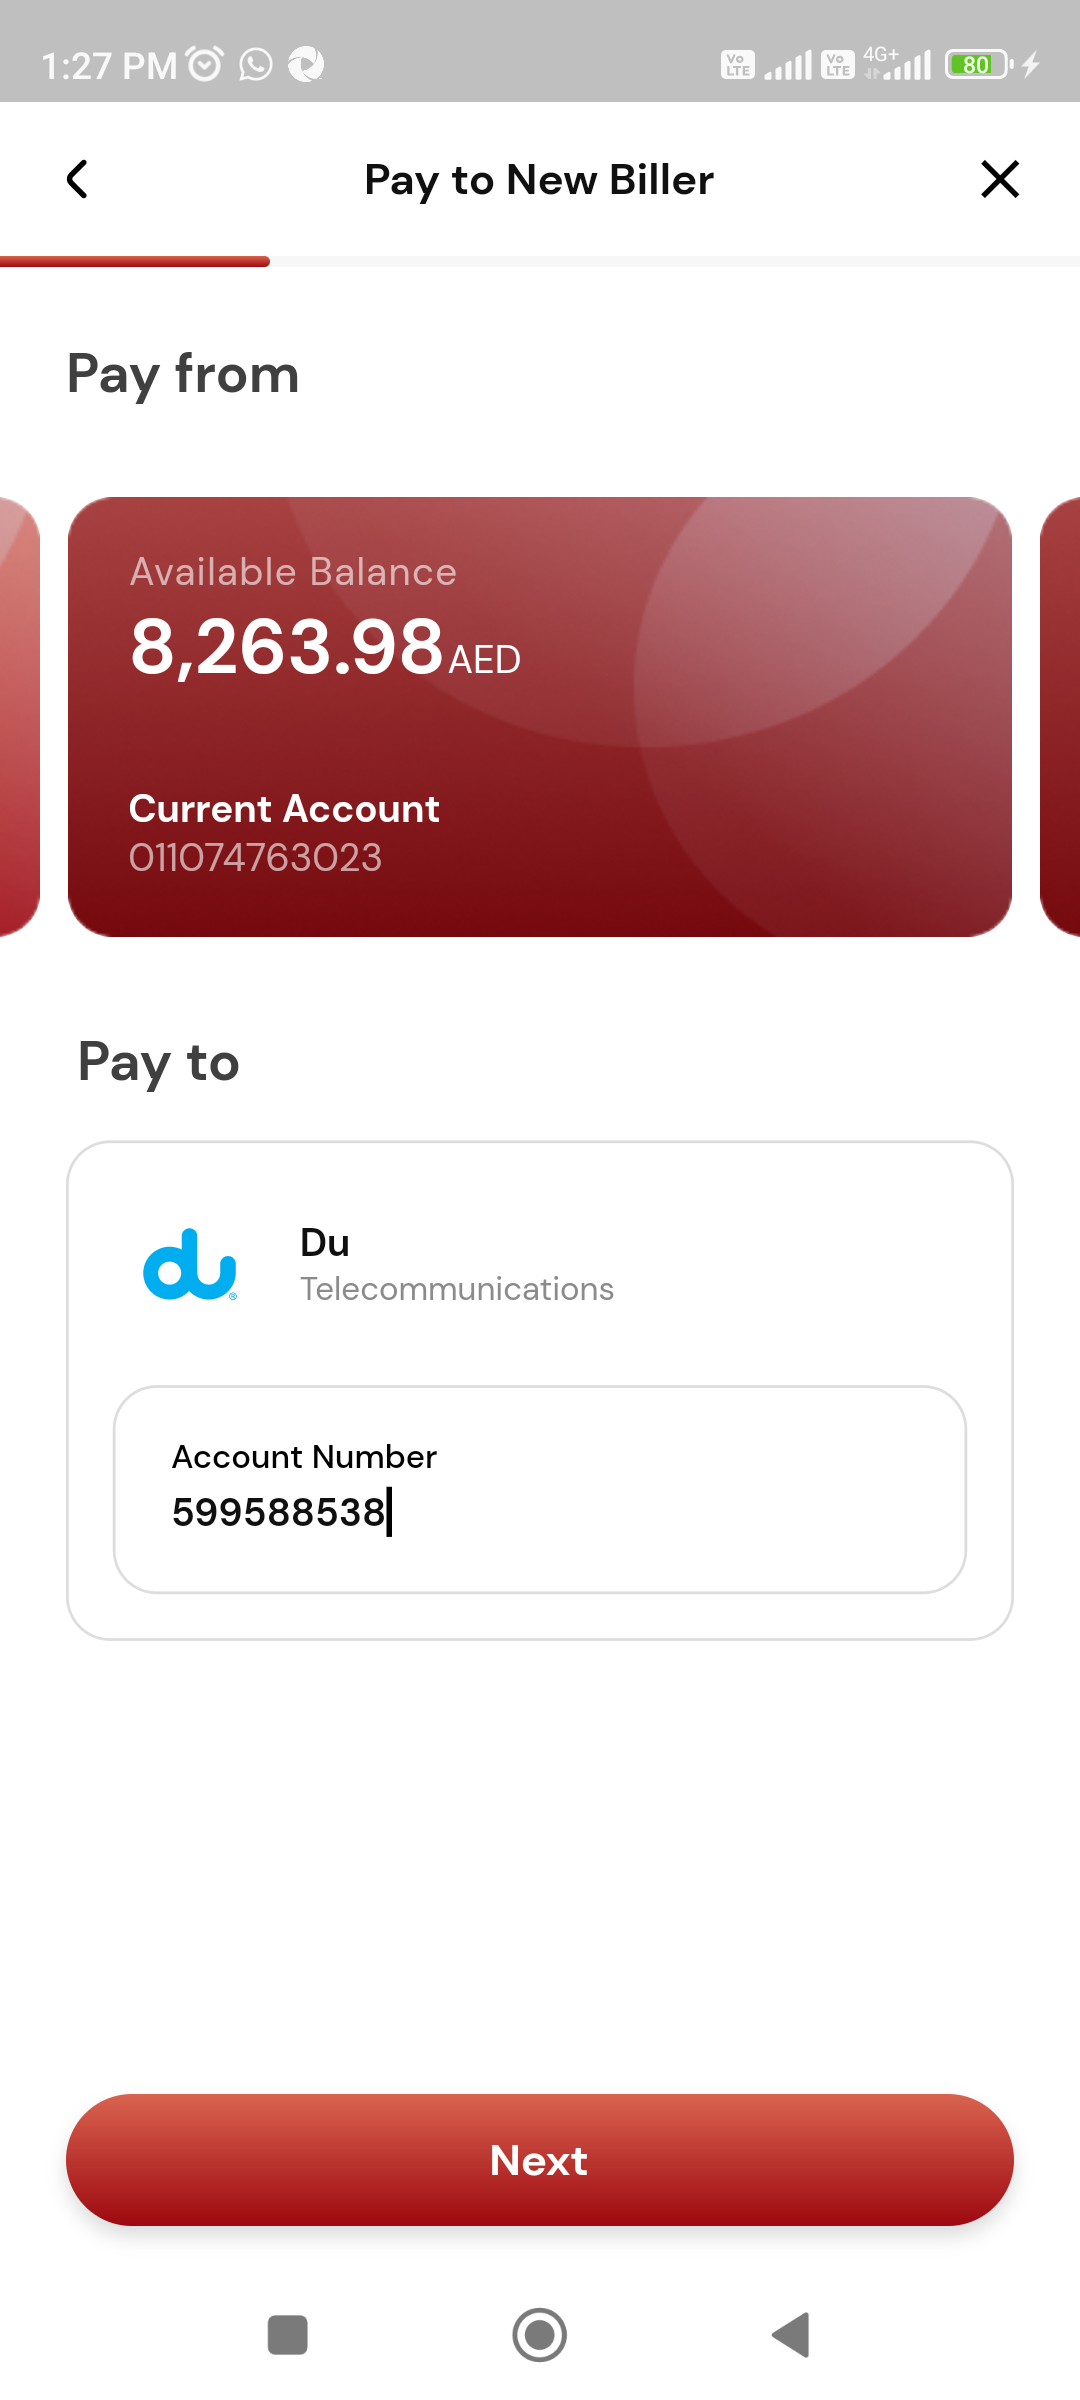 1:27 PM
Vo LTE Vo LTE 4G+ 80
Pay to New Biller
Pay from
Available Balance
8,263.98 AED
Current Account
011074763023
Pay to
du
Du
Telecommunications
Account Number
599588538
Next